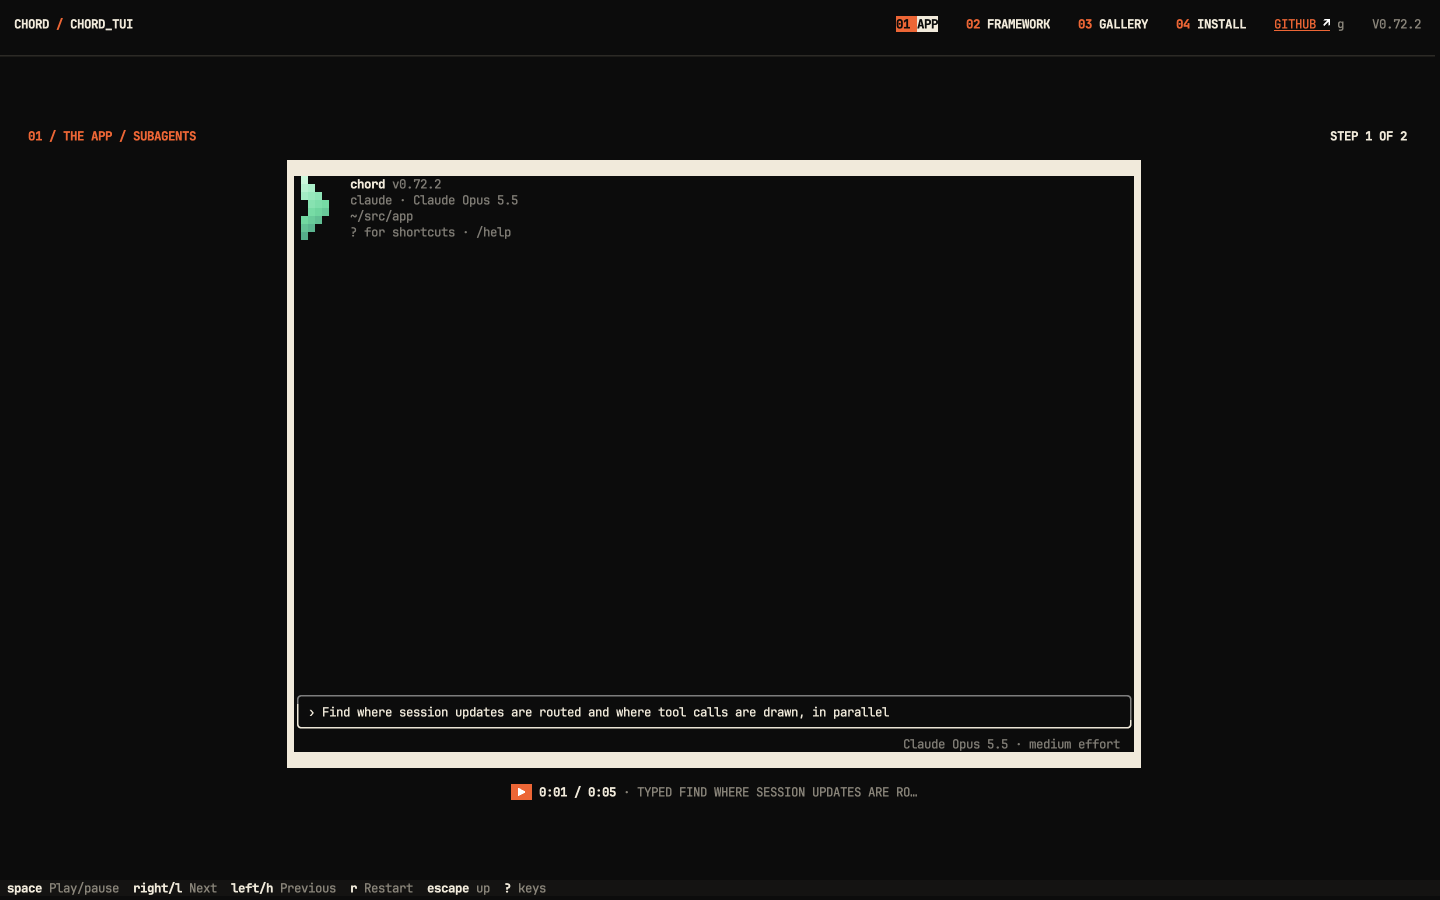 CHORD / CHORD_TUI 01 APP 02 FRAMEWORK 03 GALLERY 04 INSTALL GITHUB ↗ g V0.72.2
01 / THE APP / SUBAGENTS STEP 1 OF 2
chord v0.72.2
claude · Claude Opus 5.5
~/src/app
? for shortcuts · /help
› Find where session updates are routed and where tool calls are drawn, in parallel
Claude Opus 5.5 · medium effort
0:01 / 0:05 · TYPED FIND WHERE SESSION UPDATES ARE RO…
space Play/pause right/l Next left/h Previous r Restart escape up ? keys